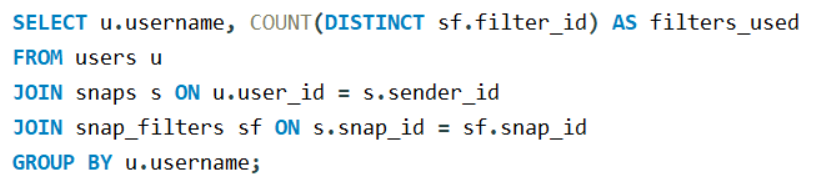 SELECT u.username, COUNT(DISTINCT sf.filter_id) AS filters_used
FROM users u
JOIN snaps s ON u.user_id = s.sender_id
JOIN snap_filters sf ON s.snap_id = sf.snap_id
GROUP BY u.username;